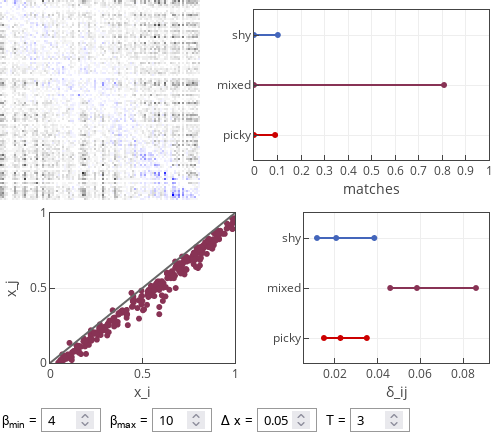 shy
mixed
picky
0 0.1 0.2 0.3 0.4 0.5 0.6 0.7 0.8 0.9 1
matches
1
0.5
0
x_j
0 0.5 1
x_i
shy
mixed
picky
0.02 0.04 0.06 0.08
δ_ij
βmin = 4 βmax = 10 Δ x = 0.05 T = 3